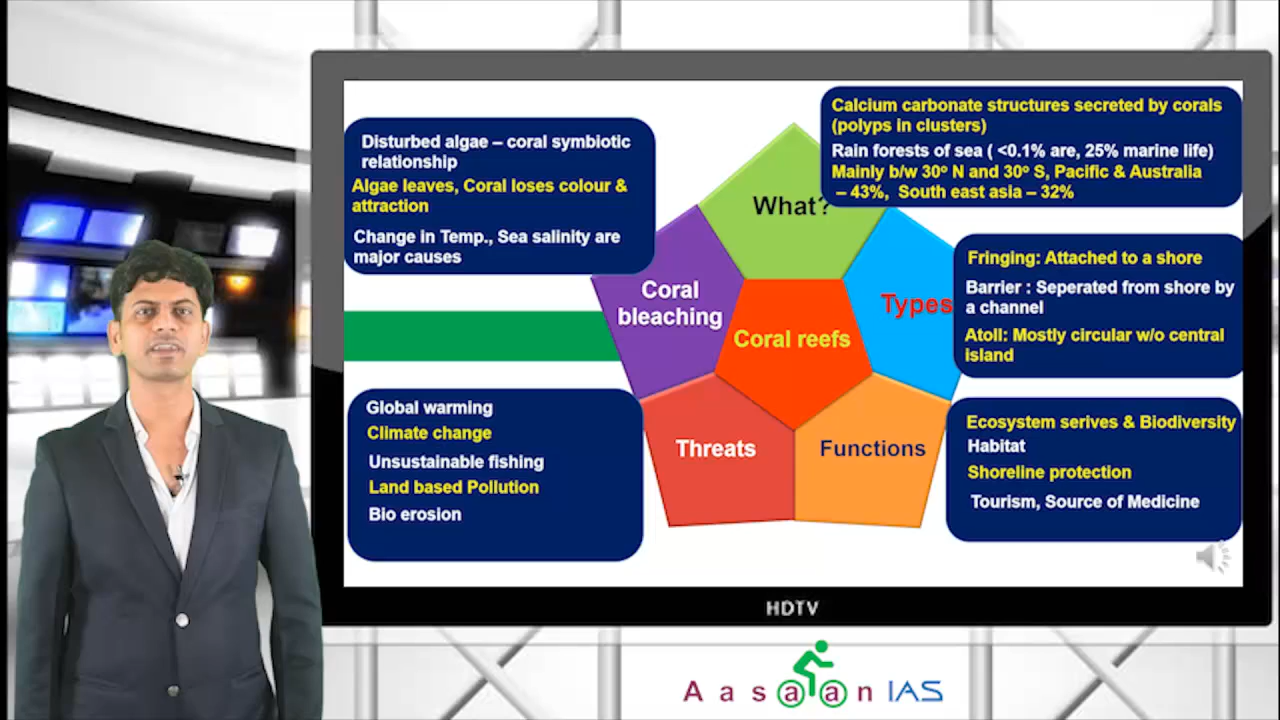 Calcium carbonate structures secreted by corals
(polyps in clusters)
Rain forests of sea ( <0.1% are, 25% marine life)
Mainly b/w 30º N and 30º S, Pacific & Australia
– 43%, South east asia – 32%
Disturbed algae – coral symbiotic
relationship
Algae leaves, Coral loses colour &
attraction
Change in Temp., Sea salinity are
major causes
What?
Fringing: Attached to a shore
Barrier : Seperated from shore by
a channel
Atoll: Mostly circular w/o central
island
Coral
bleaching
Types
Coral reefs
Global warming
Climate change
Unsustainable fishing
Land based Pollution
Bio erosion
Threats
Functions
Ecosystem serives & Biodiversity
Habitat
Shoreline protection
Tourism, Source of Medicine
HDTV
Aasaan IAS